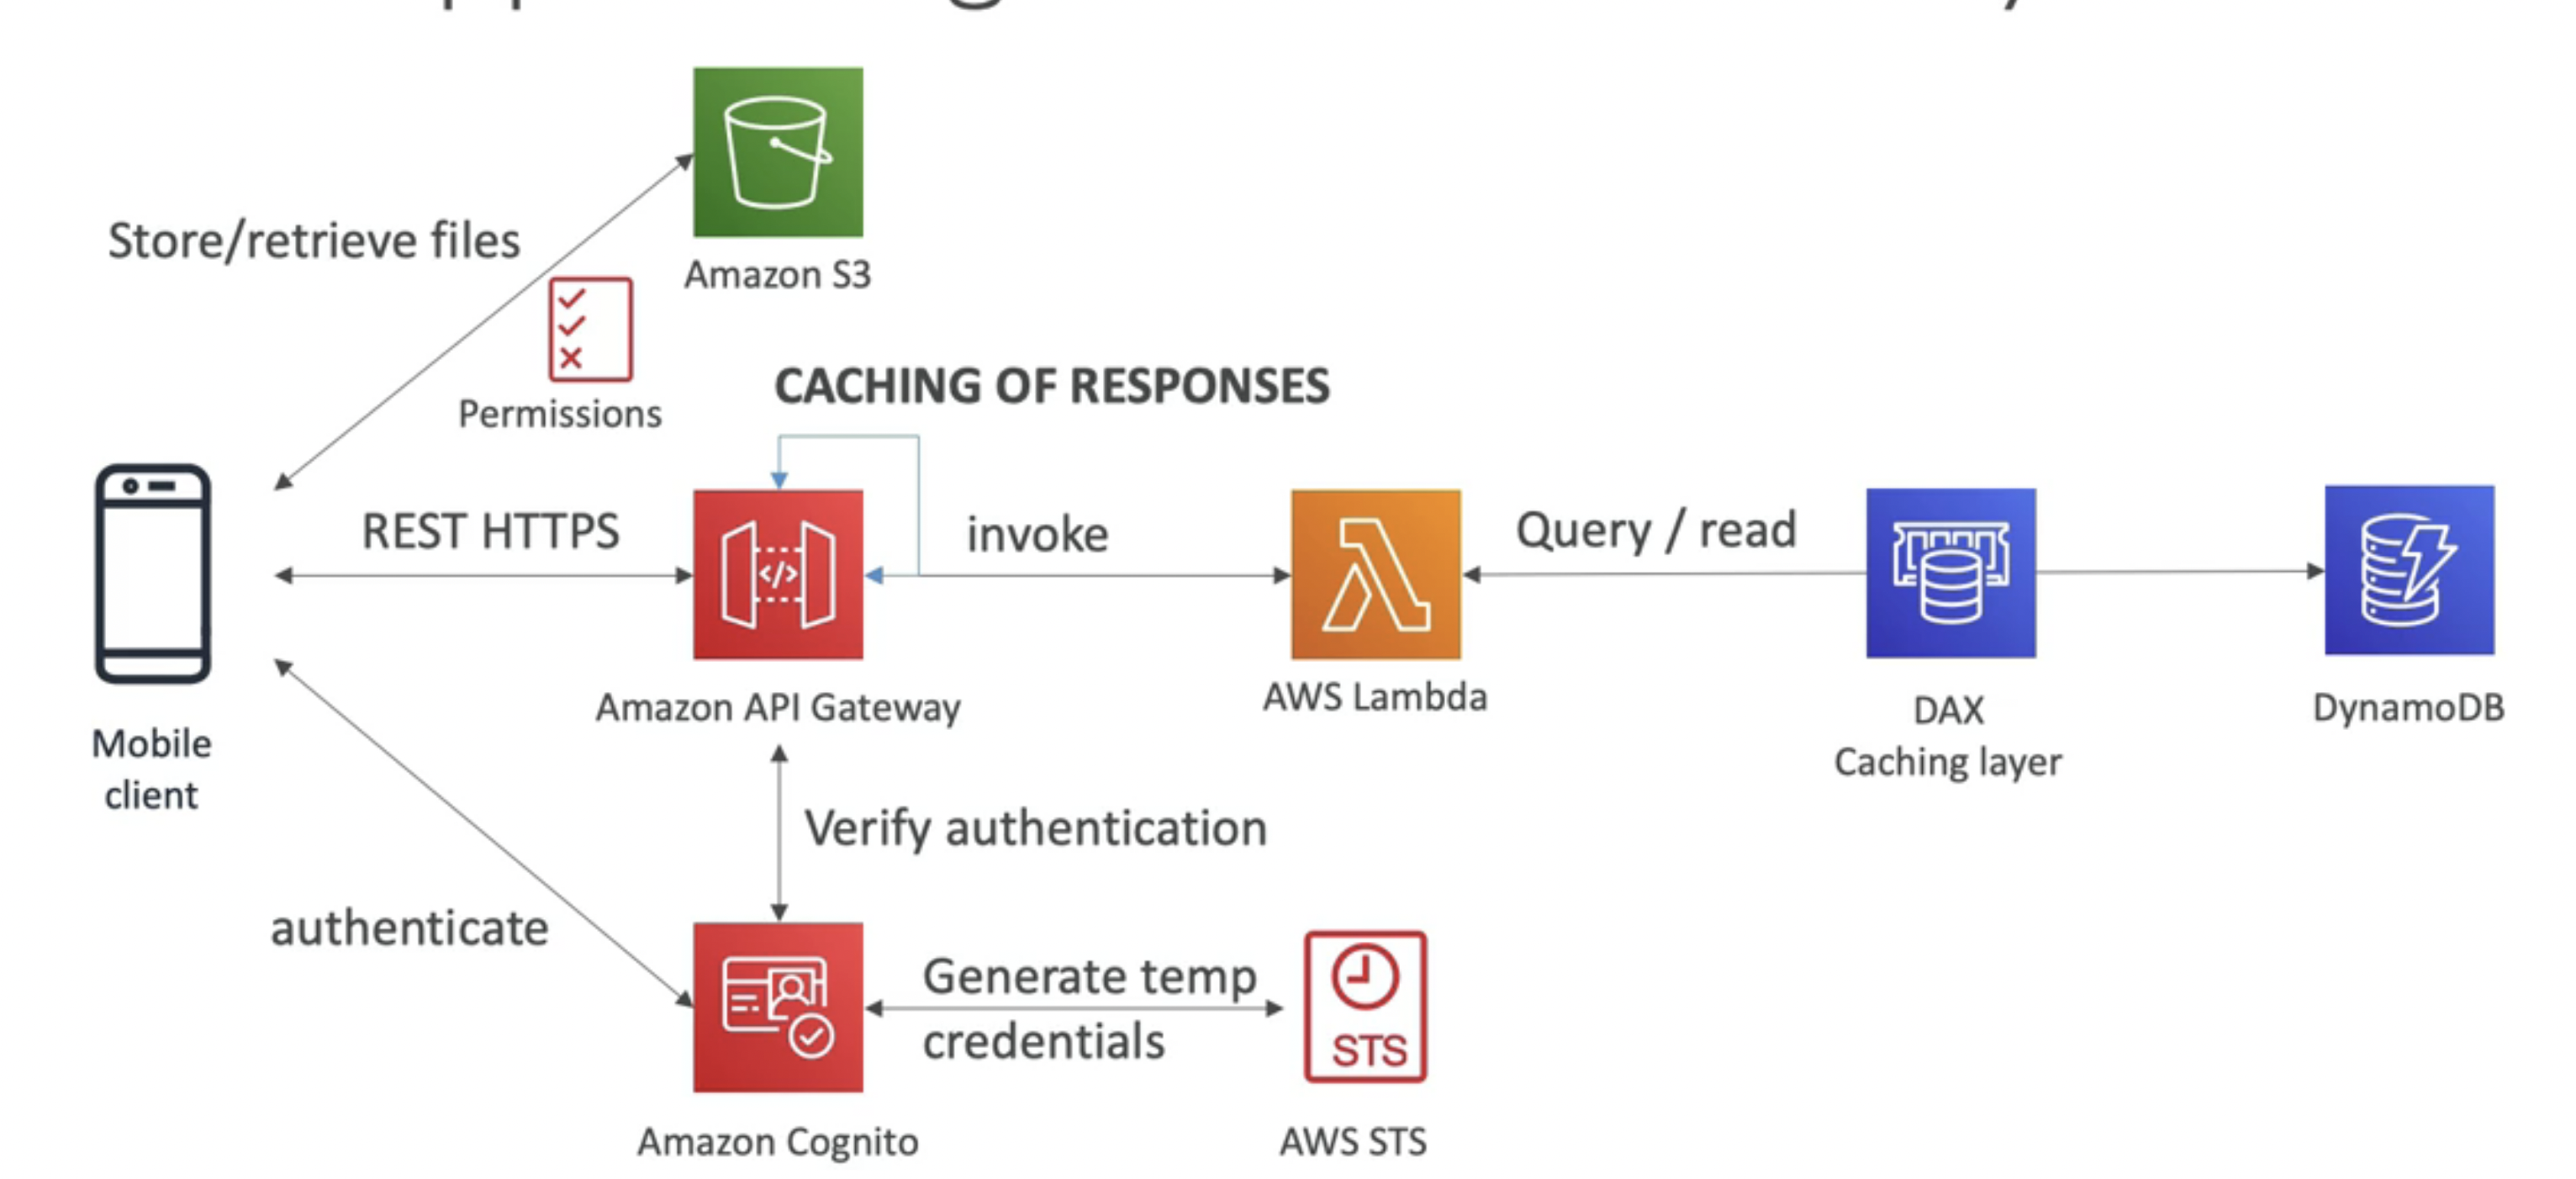 Store/retrieve files
Amazon S3
Permissions
CACHING OF RESPONSES
REST HTTPS
invoke
Query / read
</>
Mobile
client
Amazon API Gateway
AWS Lambda
DAX
Caching layer
DynamoDB
Verify authentication
authenticate
Generate temp
credentials
STS
Amazon Cognito
AWS STS